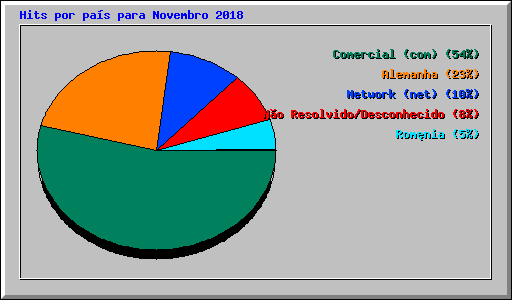 Hits por país para Novembro 2018
Comercial (com) (54%)
Alemanha (23%)
Network (net) (10%)
Não Resolvido/Desconhecido (8%)
Romẹnia (5%)